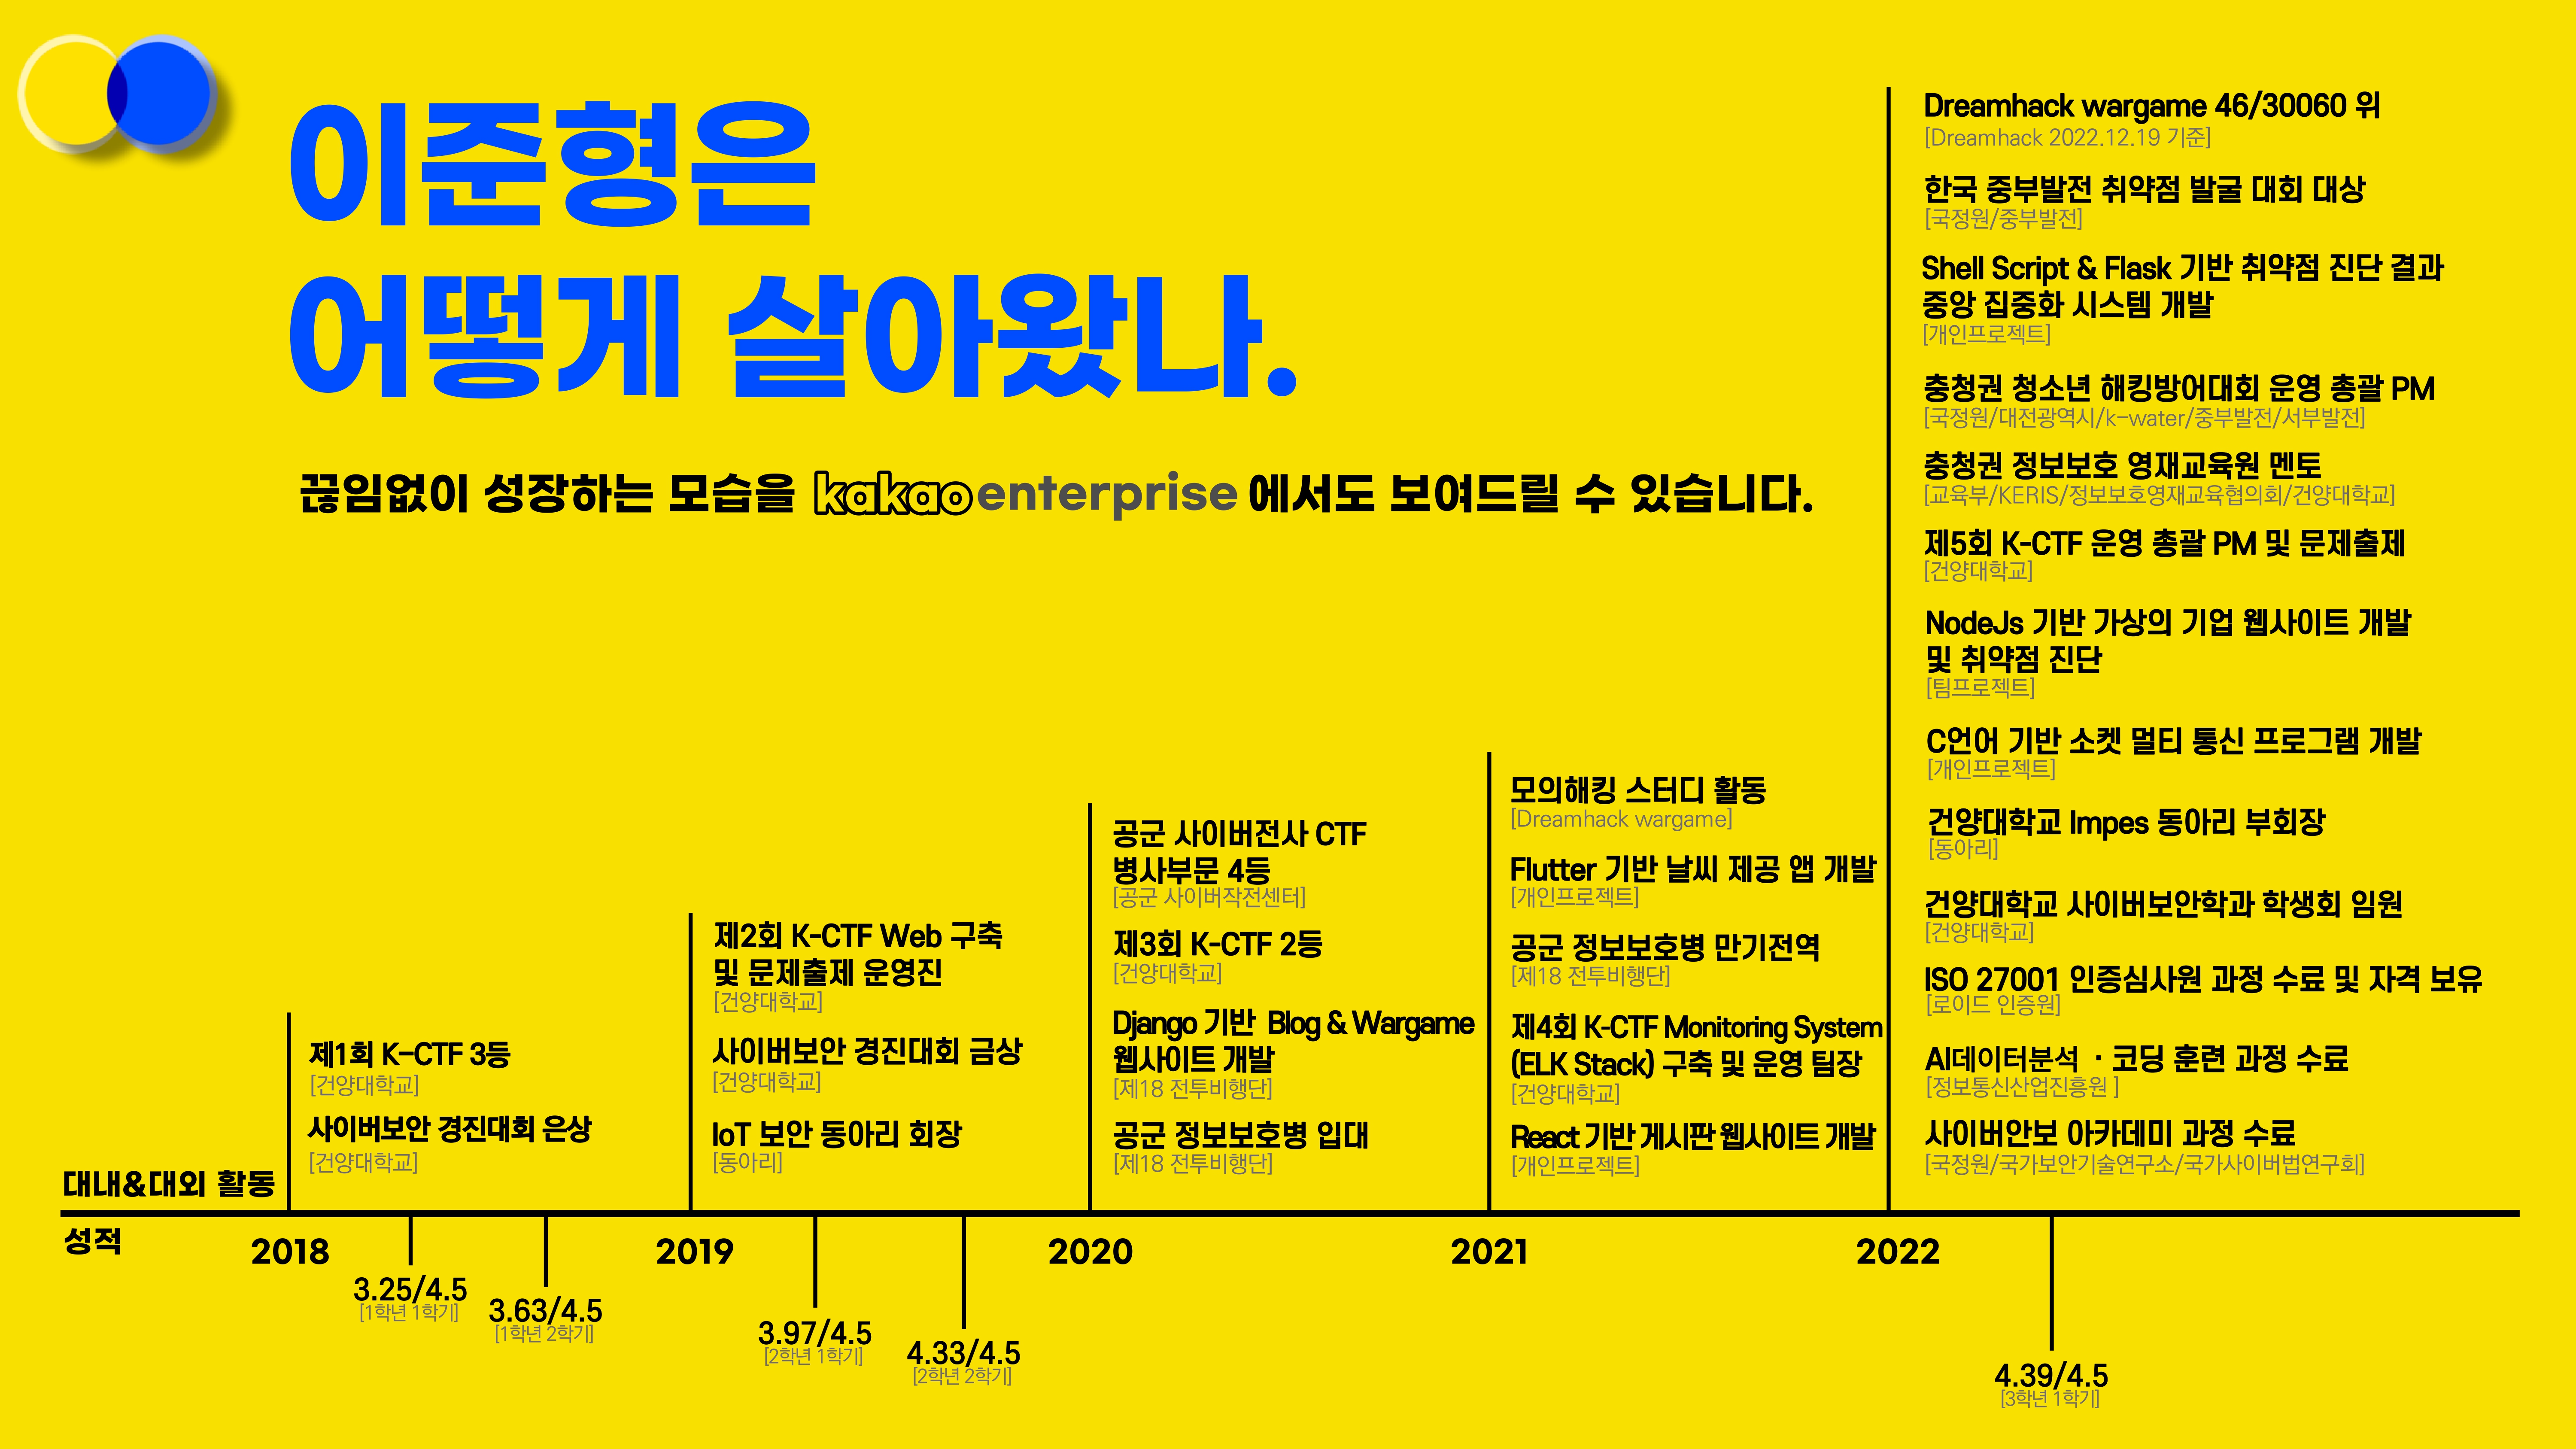 이준형은
어떻게 살아왔나.
끊임없이 성장하는 모습을 kakao enterprise 에서도 보여드릴 수 있습니다.
대내&대외 활동
성적
2018
제1회 K-CTF 3등
[건양대학교]
사이버보안 경진대회 은상
[건양대학교]
3.25/4.5
[1학년 1학기]
3.63/4.5
[1학년 2학기]
2019
제2회 K-CTF Web 구축
및 문제출제 운영진
[건양대학교]
사이버보안 경진대회 금상
[건양대학교]
IoT 보안 동아리 회장
[동아리]
3.97/4.5
[2학년 1학기]
4.33/4.5
[2학년 2학기]
2020
공군 사이버전사 CTF
병사부문 4등
[공군 사이버작전센터]
제3회 K-CTF 2등
[건양대학교]
Django 기반 Blog & Wargame
웹사이트 개발
[제18 전투비행단]
공군 정보보호병 입대
[제18 전투비행단]
2021
모의해킹 스터디 활동
[Dreamhack wargame]
Flutter 기반 날씨 제공 앱 개발
[개인프로젝트]
공군 정보보호병 만기전역
[제18 전투비행단]
제4회 K-CTF Monitoring System
(ELK Stack) 구축 및 운영 팀장
[건양대학교]
React 기반 게시판 웹사이트 개발
[개인프로젝트]
2022
Dreamhack wargame 46/30060 위
[Dreamhack 2022.12.19 기준]
한국 중부발전 취약점 발굴 대회 대상
[국정원/중부발전]
Shell Script & Flask 기반 취약점 진단 결과
중앙 집중화 시스템 개발
[개인프로젝트]
충청권 청소년 해킹방어대회 운영 총괄 PM
[국정원/대전광역시/k-water/중부발전/서부발전]
충청권 정보보호 영재교육원 멘토
[교육부/KERIS/정보보호영재교육협의회/건양대학교]
제5회 K-CTF 운영 총괄 PM 및 문제출제
[건양대학교]
NodeJs 기반 가상의 기업 웹사이트 개발
및 취약점 진단
[팀프로젝트]
C언어 기반 소켓 멀티 통신 프로그램 개발
[개인프로젝트]
건양대학교 Impes 동아리 부회장
[동아리]
건양대학교 사이버보안학과 학생회 임원
[건양대학교]
ISO 27001 인증심사원 과정 수료 및 자격 보유
[로이드 인증원]
AI데이터분석 · 코딩 훈련 과정 수료
[정보통신산업진흥원 ]
사이버안보 아카데미 과정 수료
[국정원/국가보안기술연구소/국가사이버법연구회]
4.39/4.5
[3학년 1학기]